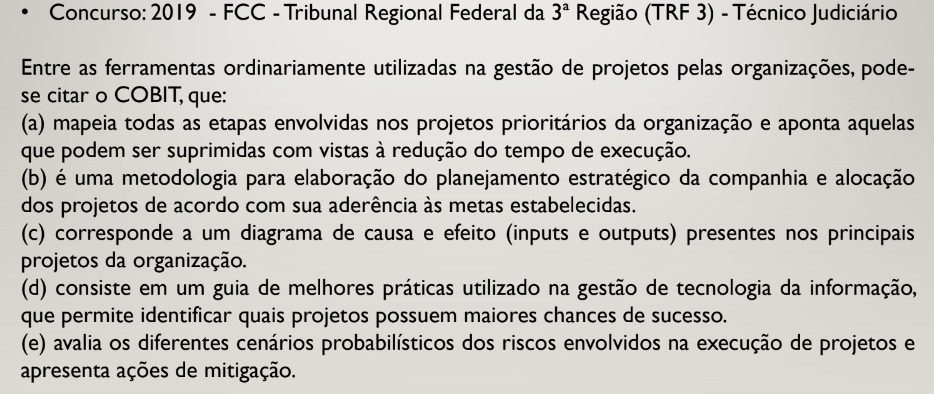 • Concurso: 2019 - FCC - Tribunal Regional Federal da 3ª Região (TRF 3) - Técnico Judiciário
Entre as ferramentas ordinariamente utilizadas na gestão de projetos pelas organizações, pode-
se citar o COBIT, que:
(a) mapeia todas as etapas envolvidas nos projetos prioritários da organização e aponta aquelas
que podem ser suprimidas com vistas à redução do tempo de execução.
(b) é uma metodologia para elaboração do planejamento estratégico da companhia e alocação
dos projetos de acordo com sua aderência às metas estabelecidas.
(c) corresponde a um diagrama de causa e efeito (inputs e outputs) presentes nos principais
projetos da organização.
(d) consiste em um guia de melhores práticas utilizado na gestão de tecnologia da informação,
que permite identificar quais projetos possuem maiores chances de sucesso.
(e) avalia os diferentes cenários probabilísticos dos riscos envolvidos na execução de projetos e
apresenta ações de mitigação.